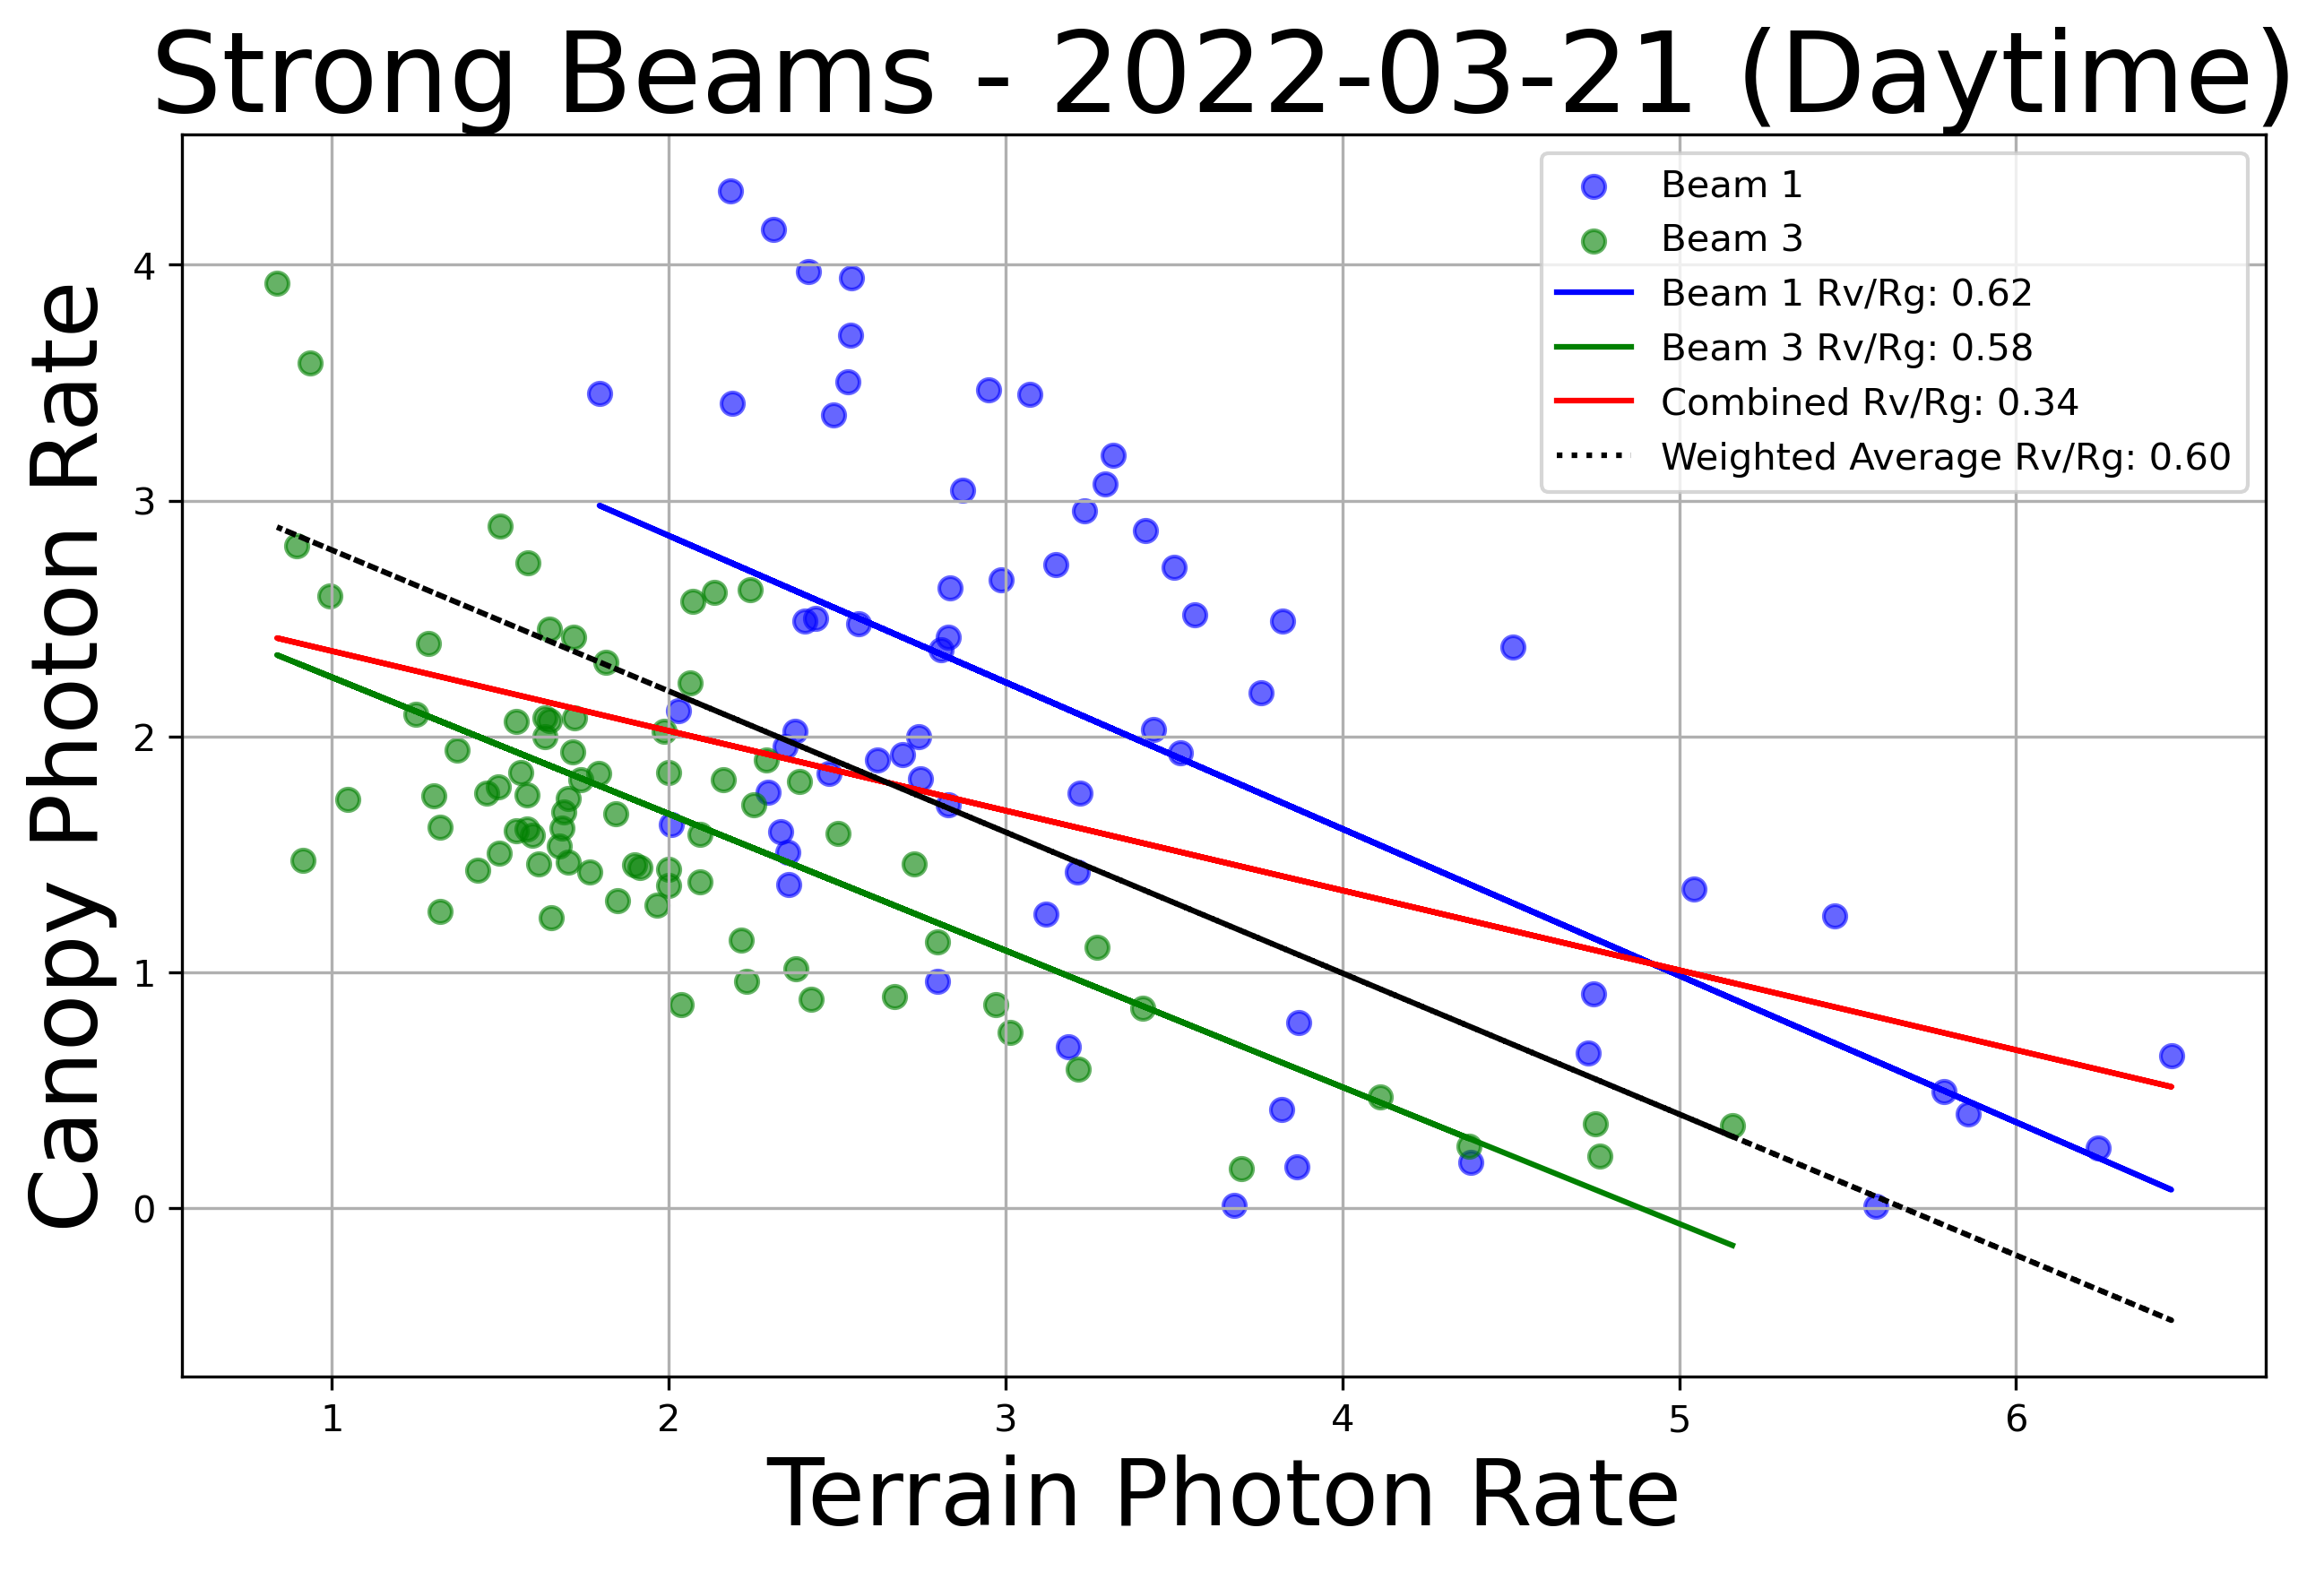 Strong Beams - 2022-03-21 (Daytime)
Beam 1
Beam 3
Beam 1 Rv/Rg: 0.62
Beam 3 Rv/Rg: 0.58
Combined Rv/Rg: 0.34
Weighted Average Rv/Rg: 0.60
Canopy Photon Rate
4
3
2
1
0
1 2 3 4 5 6
Terrain Photon Rate